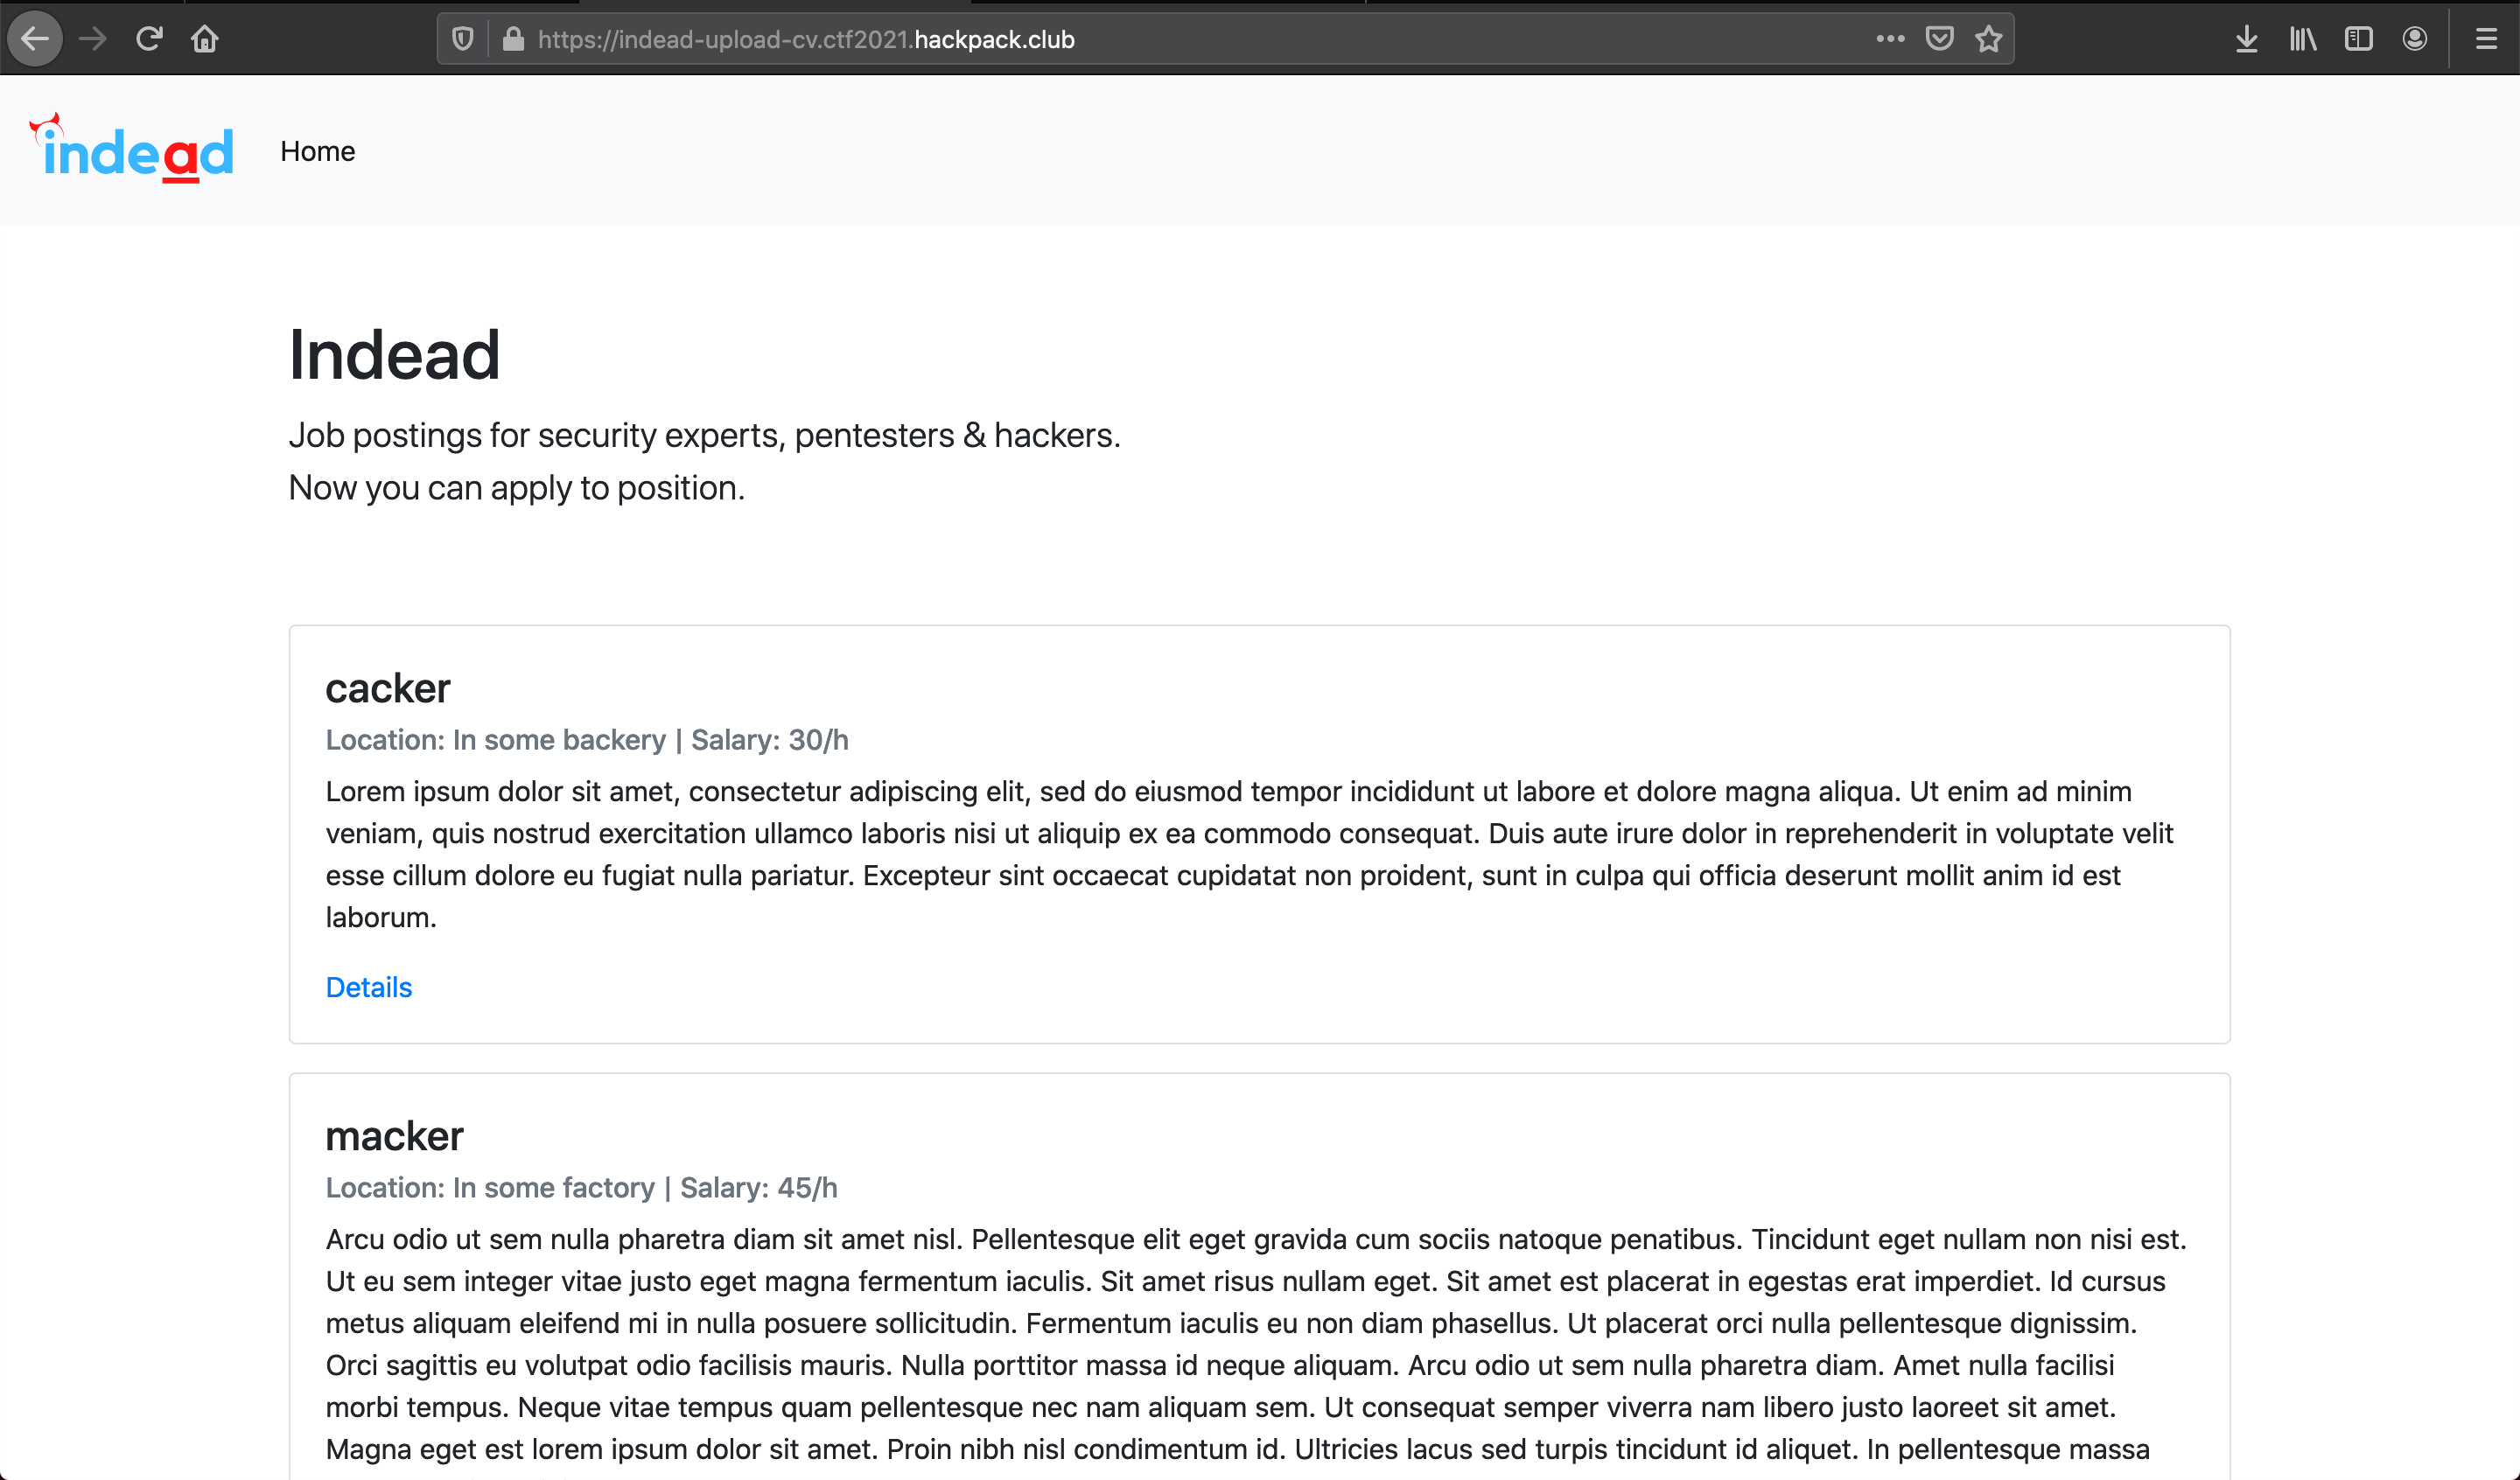 https://indead-upload-cv.ctf2021.hackpack.club
indead
Home
Indead
Job postings for security experts, pentesters & hackers.
Now you can apply to position.
cacker
Location: In some backery | Salary: 30/h
Lorem ipsum dolor sit amet, consectetur adipiscing elit, sed do eiusmod tempor incididunt ut labore et dolore magna aliqua. Ut enim ad minim
veniam, quis nostrud exercitation ullamco laboris nisi ut aliquip ex ea commodo consequat. Duis aute irure dolor in reprehenderit in voluptate velit
esse cillum dolore eu fugiat nulla pariatur. Excepteur sint occaecat cupidatat non proident, sunt in culpa qui officia deserunt mollit anim id est
laborum.
Details
macker
Location: In some factory | Salary: 45/h
Arcu odio ut sem nulla pharetra diam sit amet nisl. Pellentesque elit eget gravida cum sociis natoque penatibus. Tincidunt eget nullam non nisi est.
Ut eu sem integer vitae justo eget magna fermentum iaculis. Sit amet risus nullam eget. Sit amet est placerat in egestas erat imperdiet. Id cursus
metus aliquam eleifend mi in nulla posuere sollicitudin. Fermentum iaculis eu non diam phasellus. Ut placerat orci nulla pellentesque dignissim.
Orci sagittis eu volutpat odio facilisis mauris. Nulla porttitor massa id neque aliquam. Arcu odio ut sem nulla pharetra diam. Amet nulla facilisi
morbi tempus. Neque vitae tempus quam pellentesque nec nam aliquam sem. Ut consequat semper viverra nam libero justo laoreet sit amet.
Magna eget est lorem ipsum dolor sit amet. Proin nibh nisl condimentum id. Ultricies lacus sed turpis tincidunt id aliquet. In pellentesque massa